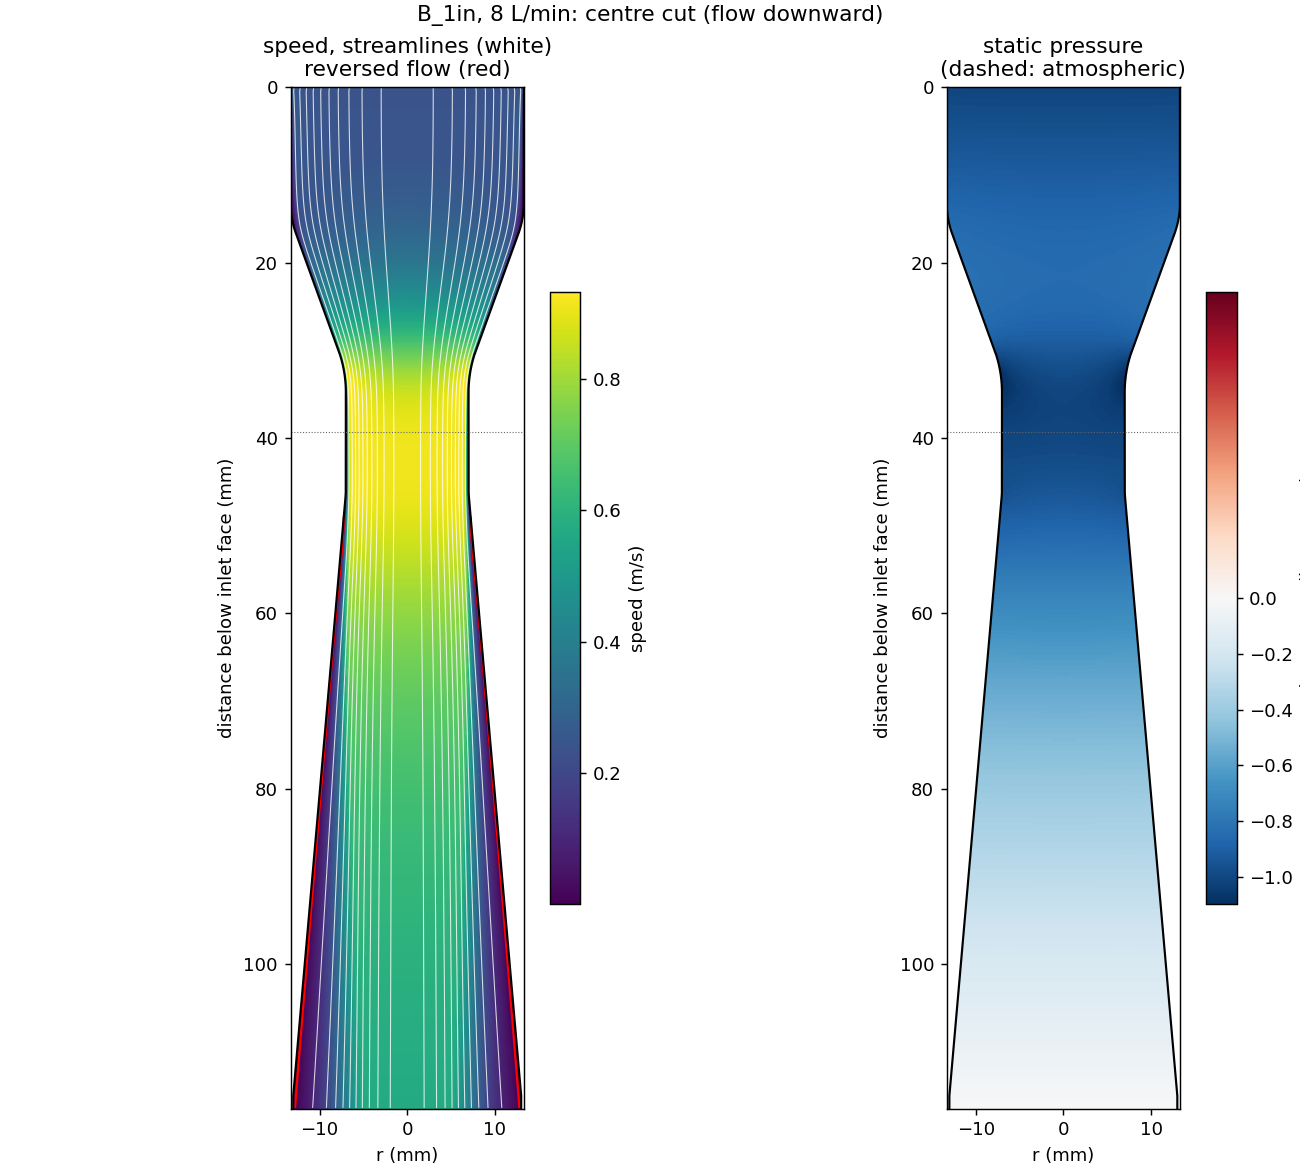 B_1in, 8 L/min: centre cut (flow downward)
speed, streamlines (white)
reversed flow (red)
0
20
40
60
80
100
distance below inlet face (mm)
−10
0
10
r (mm)
0.8
0.6
0.4
0.2
speed (m/s)
static pressure
(dashed: atmospheric)
0
20
40
60
80
100
distance below inlet face (mm)
−10
0
10
r (mm)
0.0
−0.2
−0.4
−0.6
−0.8
−1.0